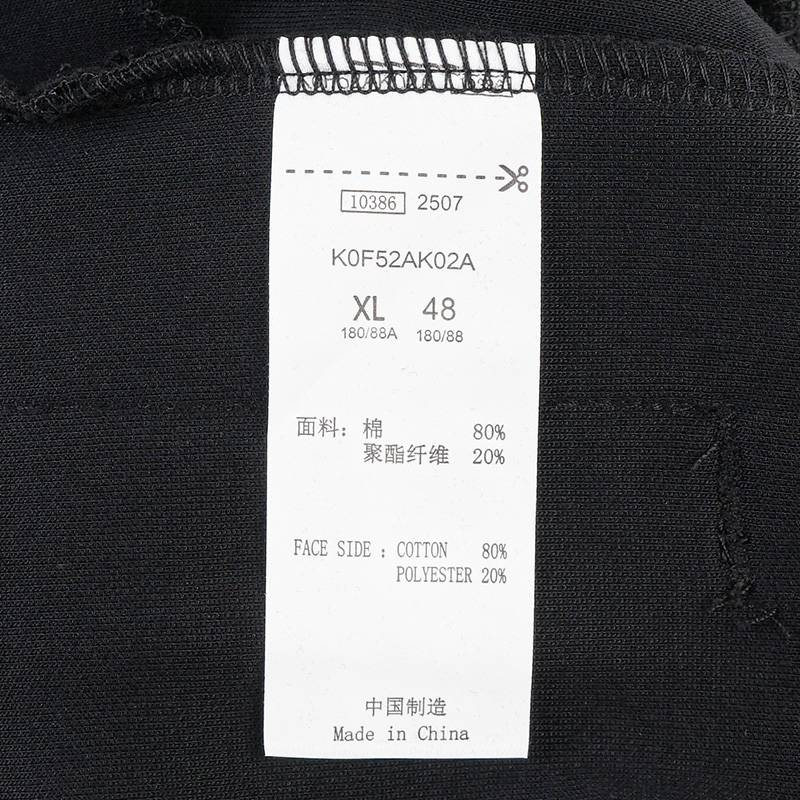 10386 2507
K0F52AK02A
XL 48
180/88A 180/88
面料：棉 80%
聚酯纤维 20%
FACE SIDE : COTTON 80%
POLYESTER 20%
中国制造
Made in China